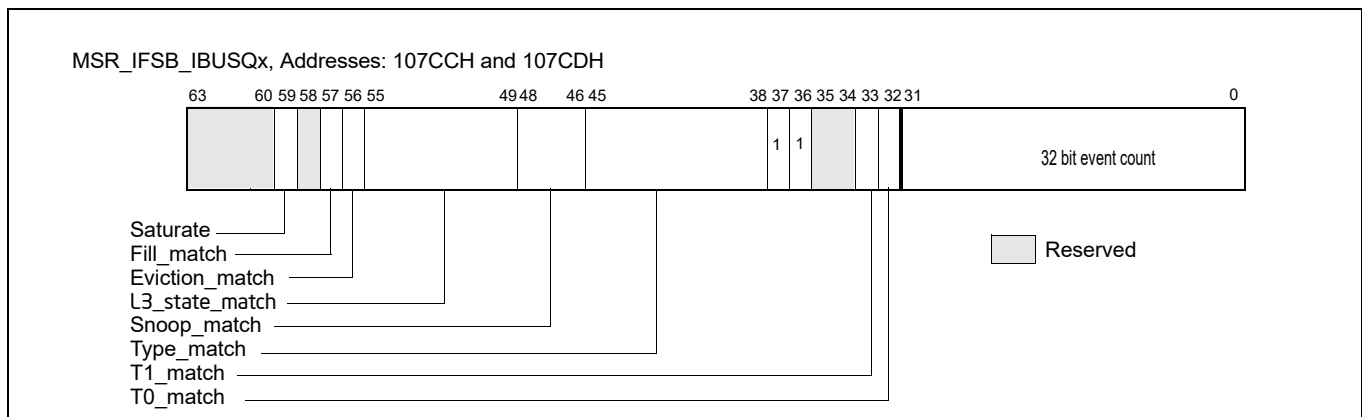 MSR_IFSB_IBUSQx, Addresses: 107CCH and 107CDH
63 60 59 58 57 56 55 49 48 46 45 38 37 36 35 34 33 32 31 0
1 1 32 bit event count
Saturate
Fill_match
Eviction_match
L3_state_match
Snoop_match
Type_match
T1_match
T0_match
Reserved